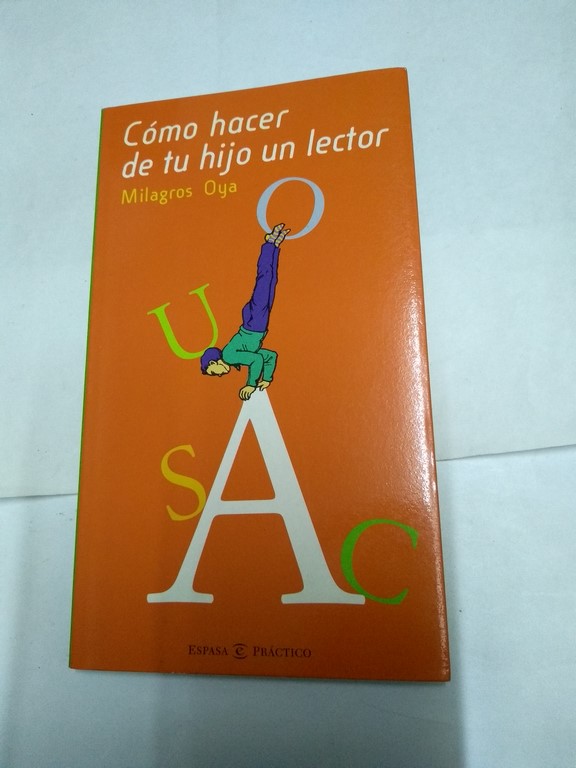 Cómo hacer
de tu hijo un lector
Milagros Oya
O
U
S
A
C
ESPASA e PRÁCTICO